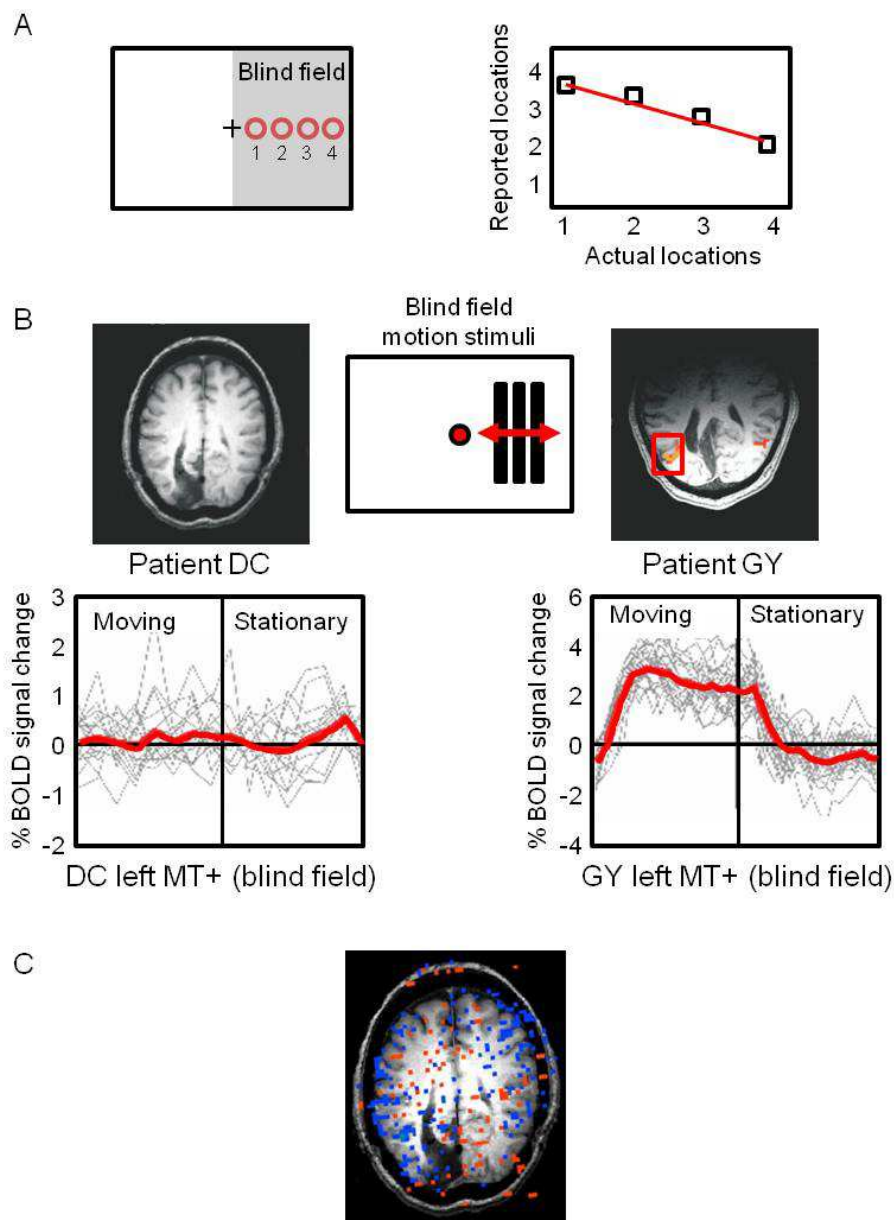 A
Blind field
+
1 2 3 4
Reported locations
4
3
2
1
1 2 3 4
Actual locations
B
Blind field
motion stimuli
Patient DC
Patient GY
% BOLD signal change
3
2
1
0
-1
-2
Moving
Stationary
DC left MT+ (blind field)
% BOLD signal change
6
4
2
0
-2
-4
Moving
Stationary
GY left MT+ (blind field)
C